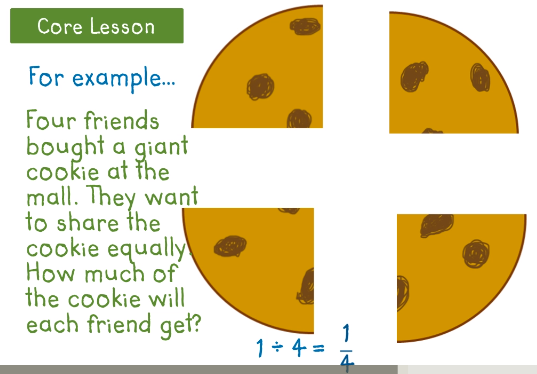 Core Lesson
For example...
Four friends
bought a giant
cookie at the
mall. They want
to share the
cookie equally.
How much of
the cookie will
each friend get?
1 ÷ 4 = 1/4